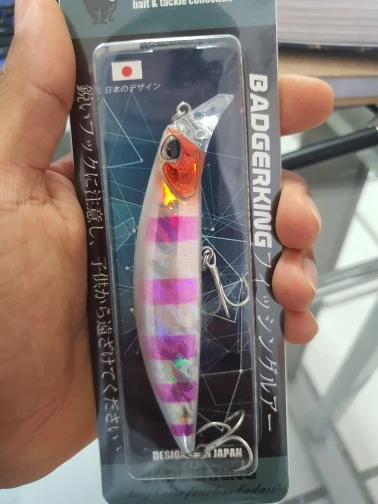 bait & tackle collection
日本のデザイン
BADGERKING フィッシングルアー
鋭いフックに注意し、子供から遠ざけてください、
DESIGN IN JAPAN